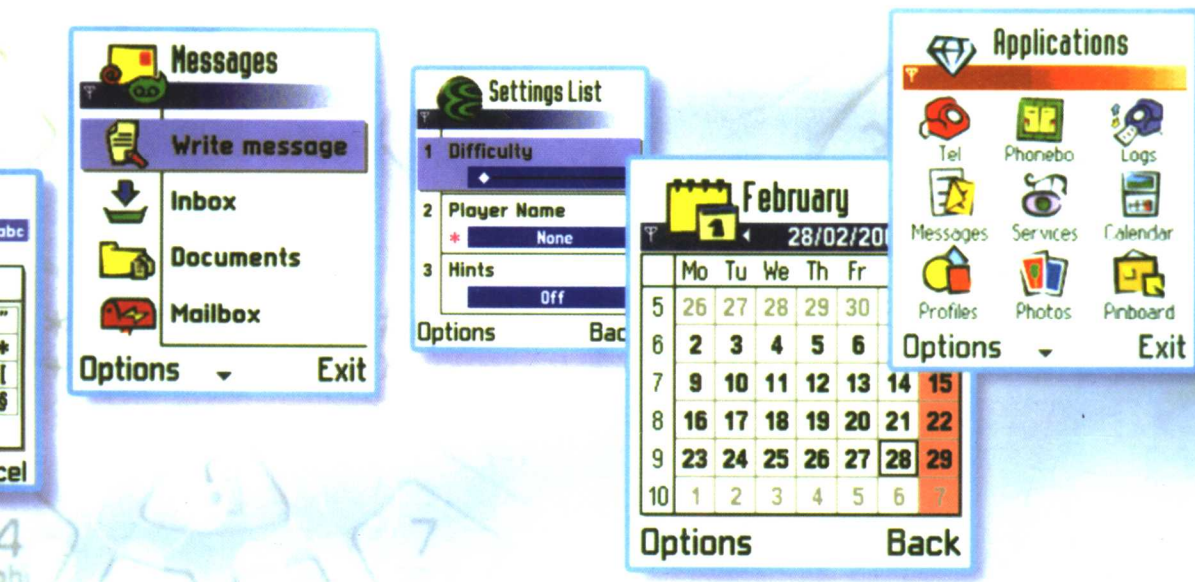 abc
"
*
[
§
cel
Messages
Write message
Inbox
Documents
Mailbox
Options
Exit
Settings List
1 Difficulty
2 Player Name
* None
3 Hints
Off
Options
Bac
February
28/02/20
Mo Tu We Th Fr
5 26 27 28 29 30
6 2 3 4 5 6
7 9 10 11 12 13 14 15
8 16 17 18 19 20 21 22
9 23 24 25 26 27 28 29
10 1 2 3 4 5 6 7
Options Back
Applications
Tel Phonebo Logs
Messages Services Calendar
Profiles Photos Pinboard
Options Exit
4
7